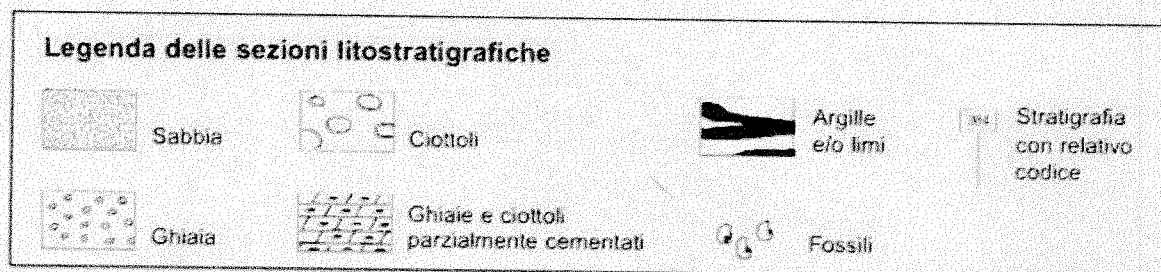 Legenda delle sezioni litostratigrafiche
Sabbia
Ciottoli
Argille
e/o limi
Stratigrafia
con relativo
codice
Ghiaia
Ghiaie e ciottoli
parzialmente cementati
Fossili